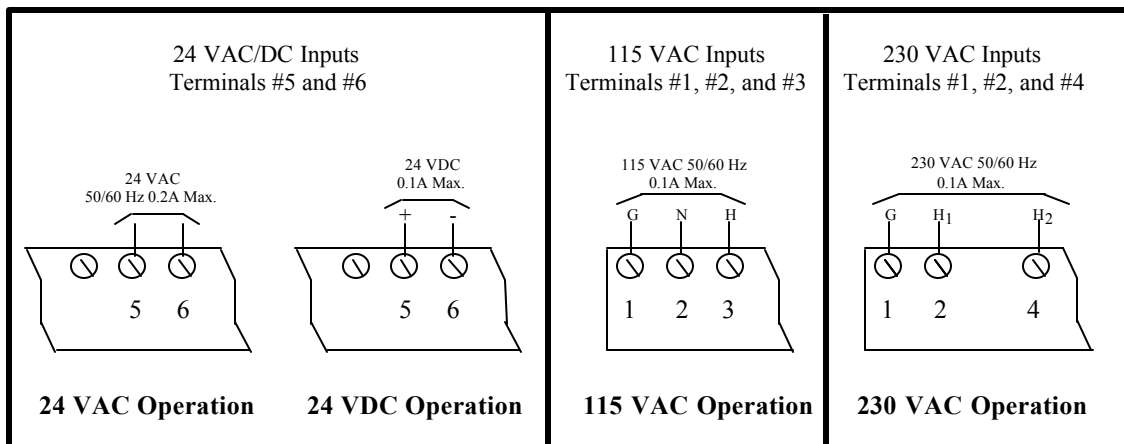 24 VAC/DC Inputs
Terminals #5 and #6
24 VAC
50/60 Hz 0.2A Max.
5 6
24 VAC Operation
24 VDC
0.1A Max.
+ -
5 6
24 VDC Operation
115 VAC Inputs
Terminals #1, #2, and #3
115 VAC 50/60 Hz
0.1A Max.
G N H
1 2 3
115 VAC Operation
230 VAC Inputs
Terminals #1, #2, and #4
230 VAC 50/60 Hz
0.1A Max.
G H1 H2
1 2 4
230 VAC Operation